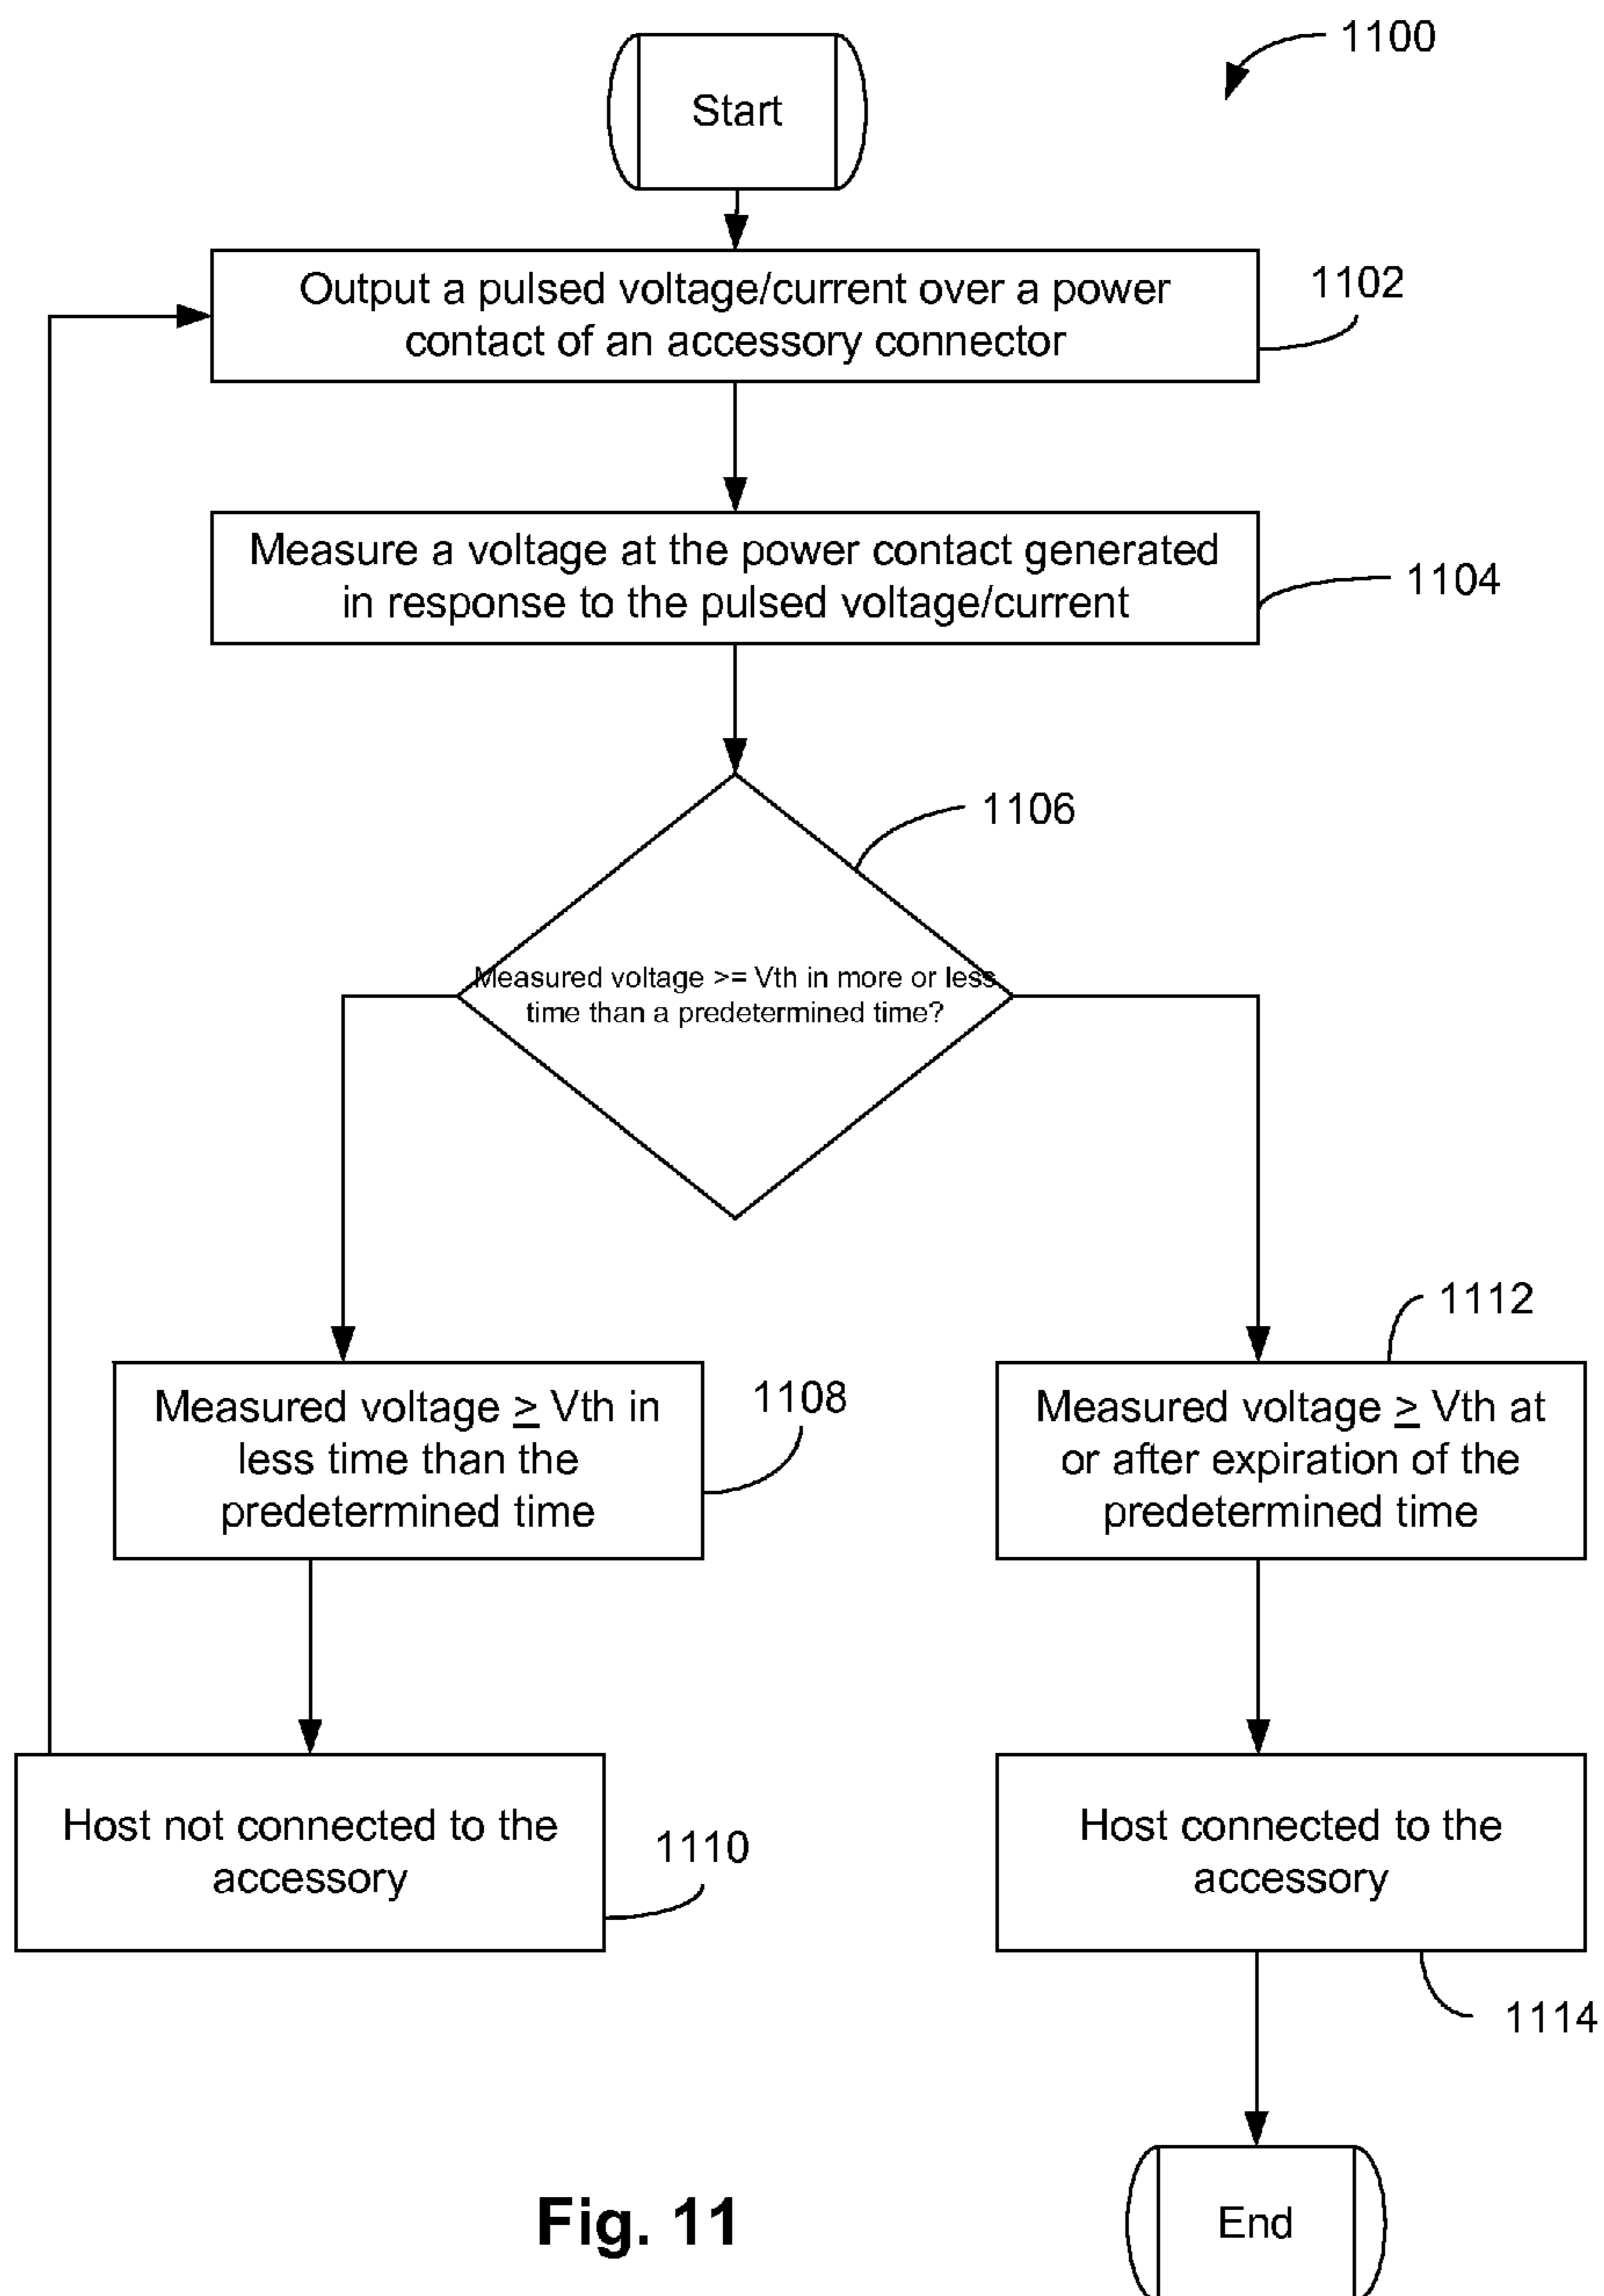 1100
Start
Output a pulsed voltage/current over a power
contact of an accessory connector
1102
Measure a voltage at the power contact generated
in response to the pulsed voltage/current
1104
1106
Measured voltage >= Vth in more or less
time than a predetermined time?
Measured voltage ≥ Vth in
less time than the
predetermined time
1108
1112
Measured voltage ≥ Vth at
or after expiration of the
predetermined time
Host not connected to the
accessory
1110
Host connected to the
accessory
1114
End
Fig. 11